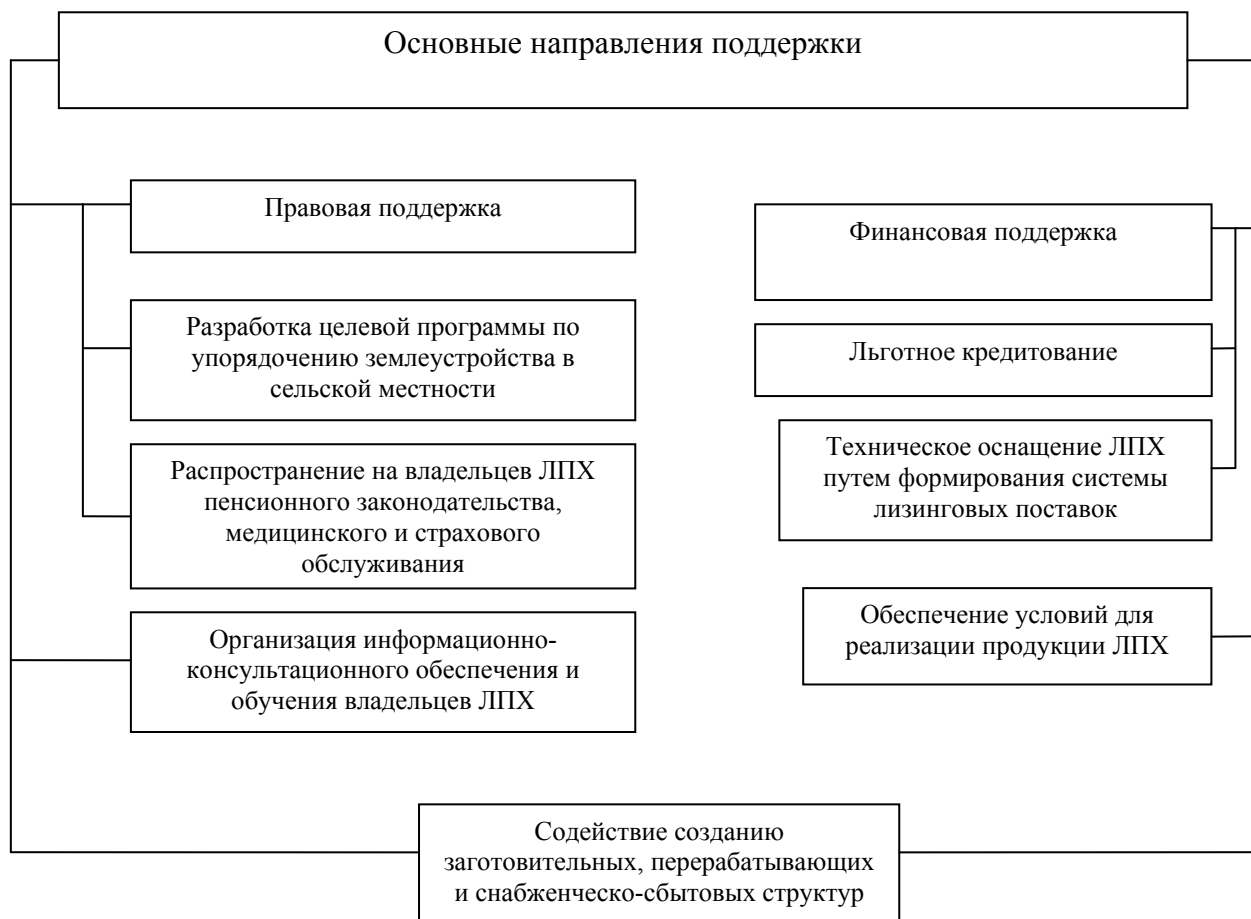 Основные направления поддержки
Правовая поддержка
Разработка целевой программы по
упорядочению землеустройства в
сельской местности
Распространение на владельцев ЛПХ
пенсионного законодательства,
медицинского и страхового
обслуживания
Организация информационно-
консультационного обеспечения и
обучения владельцев ЛПХ
Финансовая поддержка
Льготное кредитование
Техническое оснащение ЛПХ
путем формирования системы
лизинговых поставок
Обеспечение условий для
реализации продукции ЛПХ
Содействие созданию
заготовительных, перерабатывающих
и снабженческо-сбытовых структур